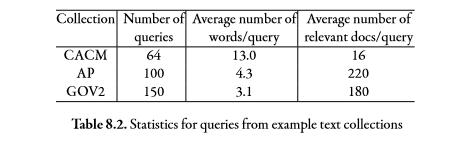 Collection Number of Average number of Average number of
queries words/query relevant docs/query
CACM 64 13.0 16
AP 100 4.3 220
GOV2 150 3.1 180
Table 8.2. Statistics for queries from example text collections